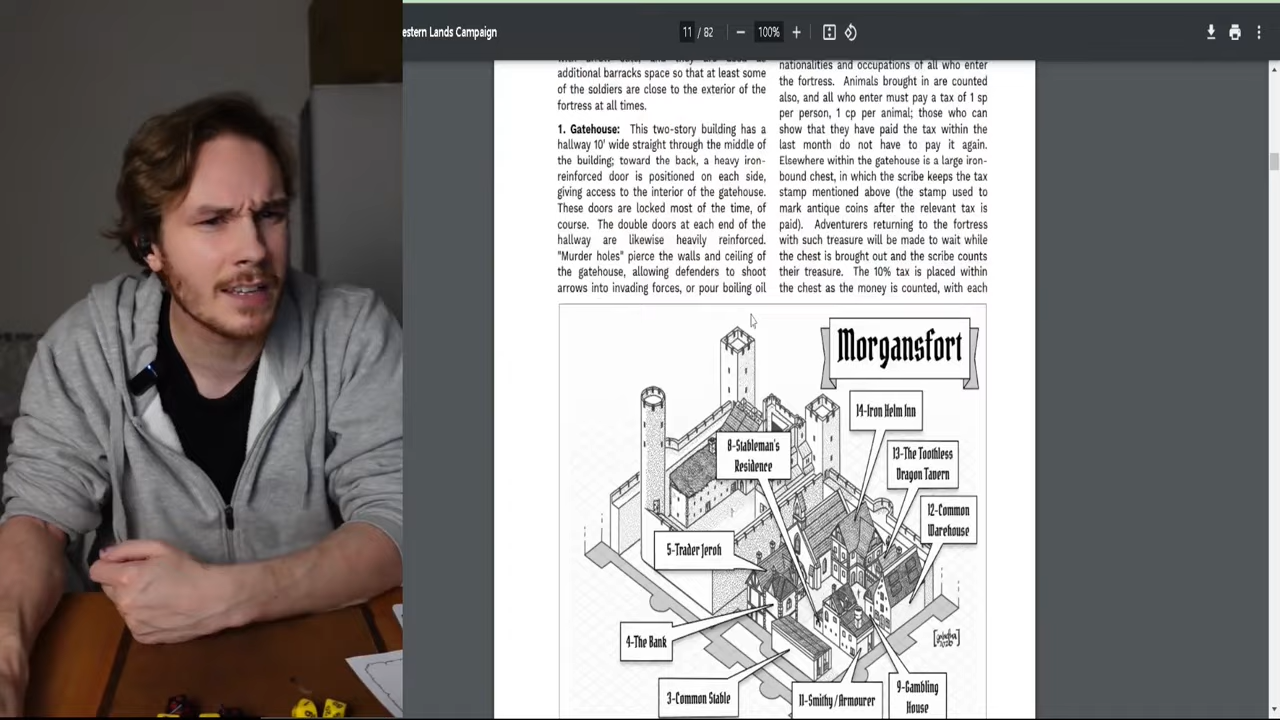 estern Lands Campaign
11 / 82
100%
additional barracks space so that at least some
of the soldiers are close to the exterior of the
fortress at all times.
1. Gatehouse: This two-story building has a
hallway 10' wide straight through the middle of
the building; toward the back, a heavy iron-
reinforced door is positioned on each side,
giving access to the interior of the gatehouse.
These doors are locked most of the time, of
course. The double doors at each end of the
hallway are likewise heavily reinforced.
"Murder holes" pierce the walls and ceiling of
the gatehouse, allowing defenders to shoot
arrows into invading forces, or pour boiling oil
nationalities and occupations of all who enter
the fortress. Animals brought in are counted
also, and all who enter must pay a tax of 1 sp
per person, 1 cp per animal; those who can
show that they have paid the tax within the
last month do not have to pay it again.
Elsewhere within the gatehouse is a large iron-
bound chest, in which the scribe keeps the tax
stamp mentioned above (the stamp used to
mark antique coins after the relevant tax is
paid). Adventurers returning to the fortress
with such treasure will be made to wait while
the chest is brought out and the scribe counts
their treasure. The 10% tax is placed within
the chest as the money is counted, with each
Morgansfort
14-Iron Helm Inn
8-Stableman's
Residence
13-The Toothless
Dragon Tavern
12-Common
Warehouse
5-Trader Jeroh
4-The Bank
3-Common Stable
11-Smithy/Armourer
9-Gambling
House